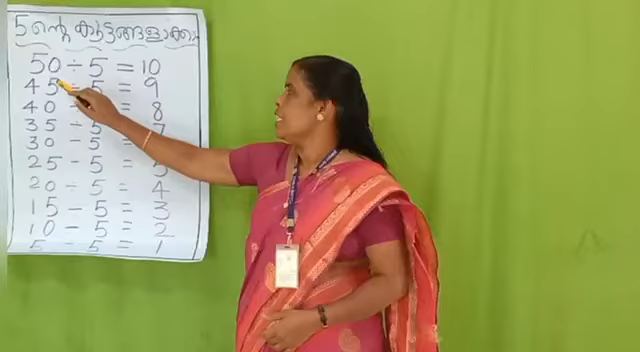 5 ന്റെ കൂട്ടങ്ങളാക്കാം
50 ÷ 5 = 10
45 ÷ 5 = 9
40 = 8
35 ÷ 5 7
30 ÷ 5 =
25 ÷ 5 = 5
20 ÷ 5 = 4
15 ÷ 5 = 3
10 ÷ 5 = 2
5 ÷ 5 = 1